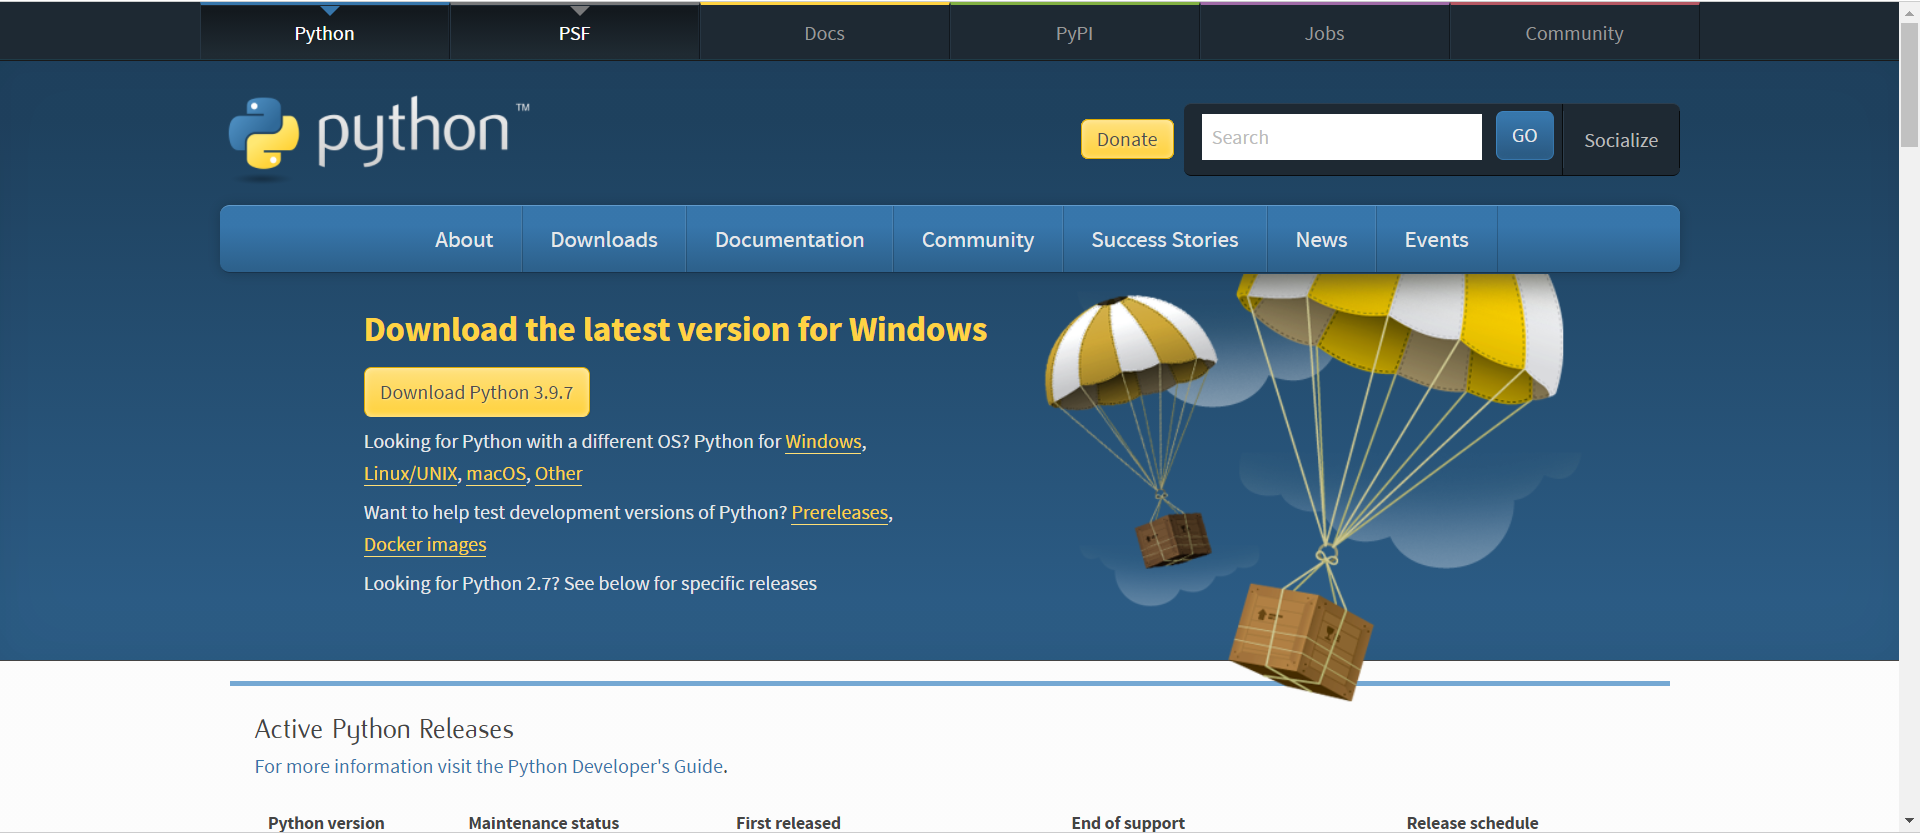 Python PSF Docs PyPI Jobs Community
python™
Donate Search GO Socialize
About Downloads Documentation Community Success Stories News Events
Download the latest version for Windows
Download Python 3.9.7
Looking for Python with a different OS? Python for Windows,
Linux/UNIX, macOS, Other
Want to help test development versions of Python? Prereleases,
Docker images
Looking for Python 2.7? See below for specific releases
Active Python Releases
For more information visit the Python Developer's Guide.
Python version Maintenance status First released End of support Release schedule